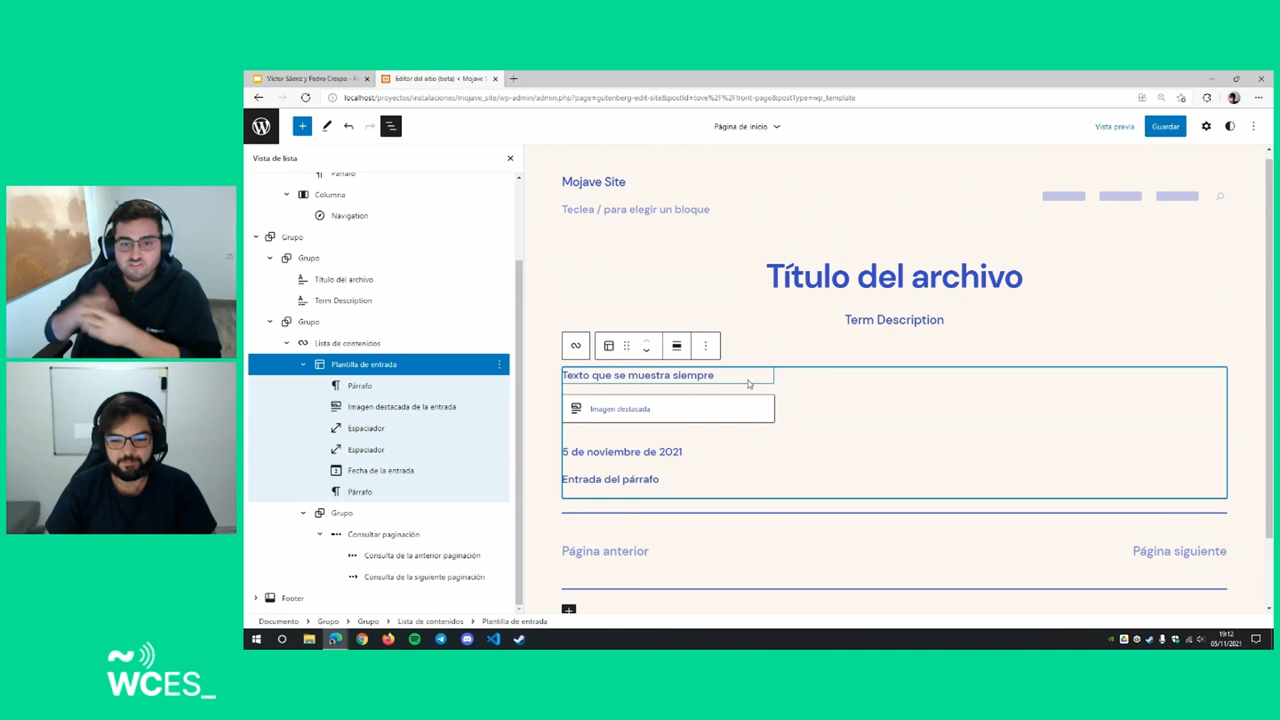 Víctor Sáenz y Pedro Crespo - F
Editor del sitio (beta) < Mojave S
localhost/proyectos/instalaciones/mojave_site/wp-admin/admin.php?page=gutenberg-edit-site&postId=tove%2F%2Ffront-page&postType=wp_template
Página de inicio
Vista previa
Guardar
Vista de lista
Párrafo
Columna
Navigation
Grupo
Grupo
Título del archivo
Term Description
Grupo
Lista de contenidos
Plantilla de entrada
Párrafo
Imagen destacada de la entrada
Espaciador
Espaciador
Fecha de la entrada
Párrafo
Grupo
Consultar paginación
Consulta de la anterior paginación
Consulta de la siguiente paginación
Footer
Mojave Site
Teclea / para elegir un bloque
Título del archivo
Term Description
Texto que se muestra siempre
Imagen destacada
5 de noviembre de 2021
Entrada del párrafo
Página anterior
Página siguiente
Documento › Grupo › Grupo › Lista de contenidos › Plantilla de entrada
19:12
05/11/2021
WCES_